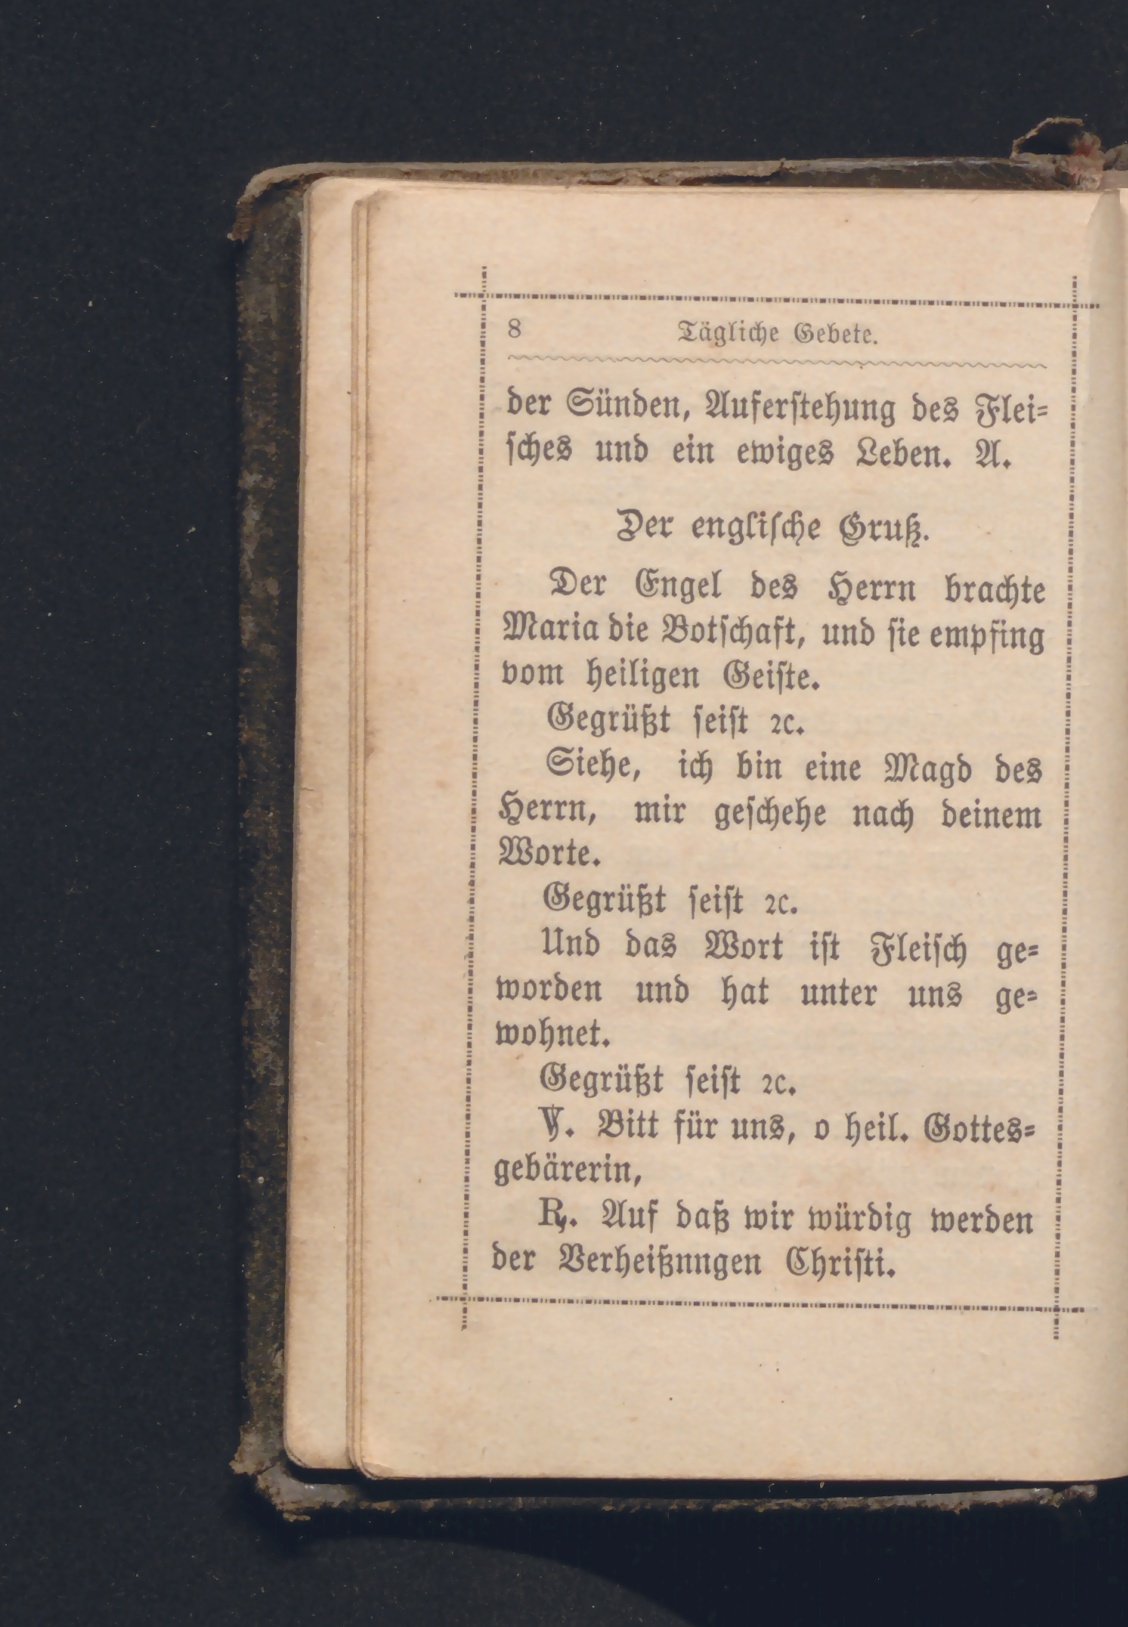 8 Tägliche Gebete.
der Sünden, Auferſtehung des Flei⸗
ſches und ein ewiges Leben. A.
Der engliſche Gruß.
Der Engel des Herrn brachte
Maria die Botſchaft, und ſie empfing
vom heiligen Geiſte.
Gegrüßt ſeiſt ꝛc.
Siehe, ich bin eine Magd des
Herrn, mir geſchehe nach deinem
Worte.
Gegrüßt ſeiſt ꝛc.
Und das Wort iſt Fleiſch ge⸗
worden und hat unter uns ge⸗
wohnet.
Gegrüßt ſeiſt ꝛc.
℣. Bitt für uns, o heil. Gottes⸗
gebärerin,
℟. Auf daß wir würdig werden
der Verheißnngen Chriſti.